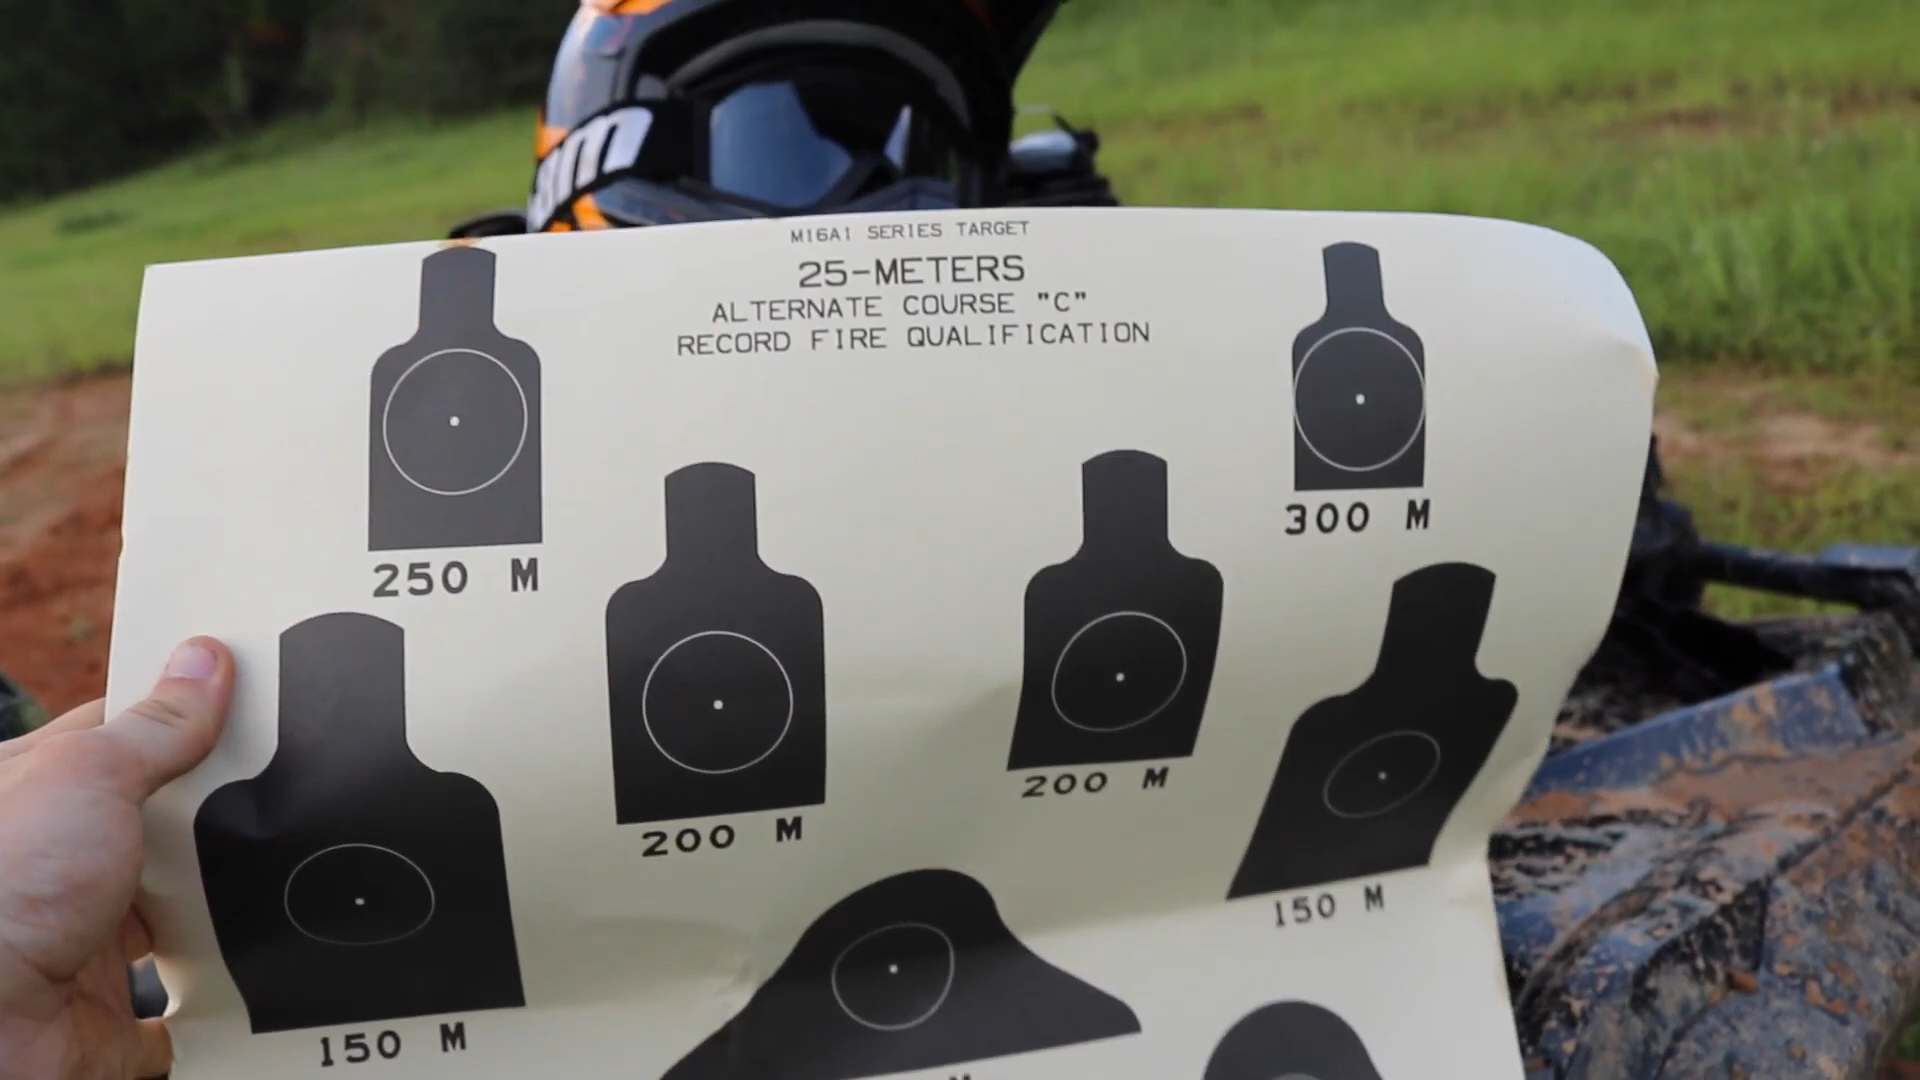 M16A1 SERIES TARGET
25-METERS
ALTERNATE COURSE "C"
RECORD FIRE QUALIFICATION
300 M
250 M
200 M
200 M
150 M
150 M